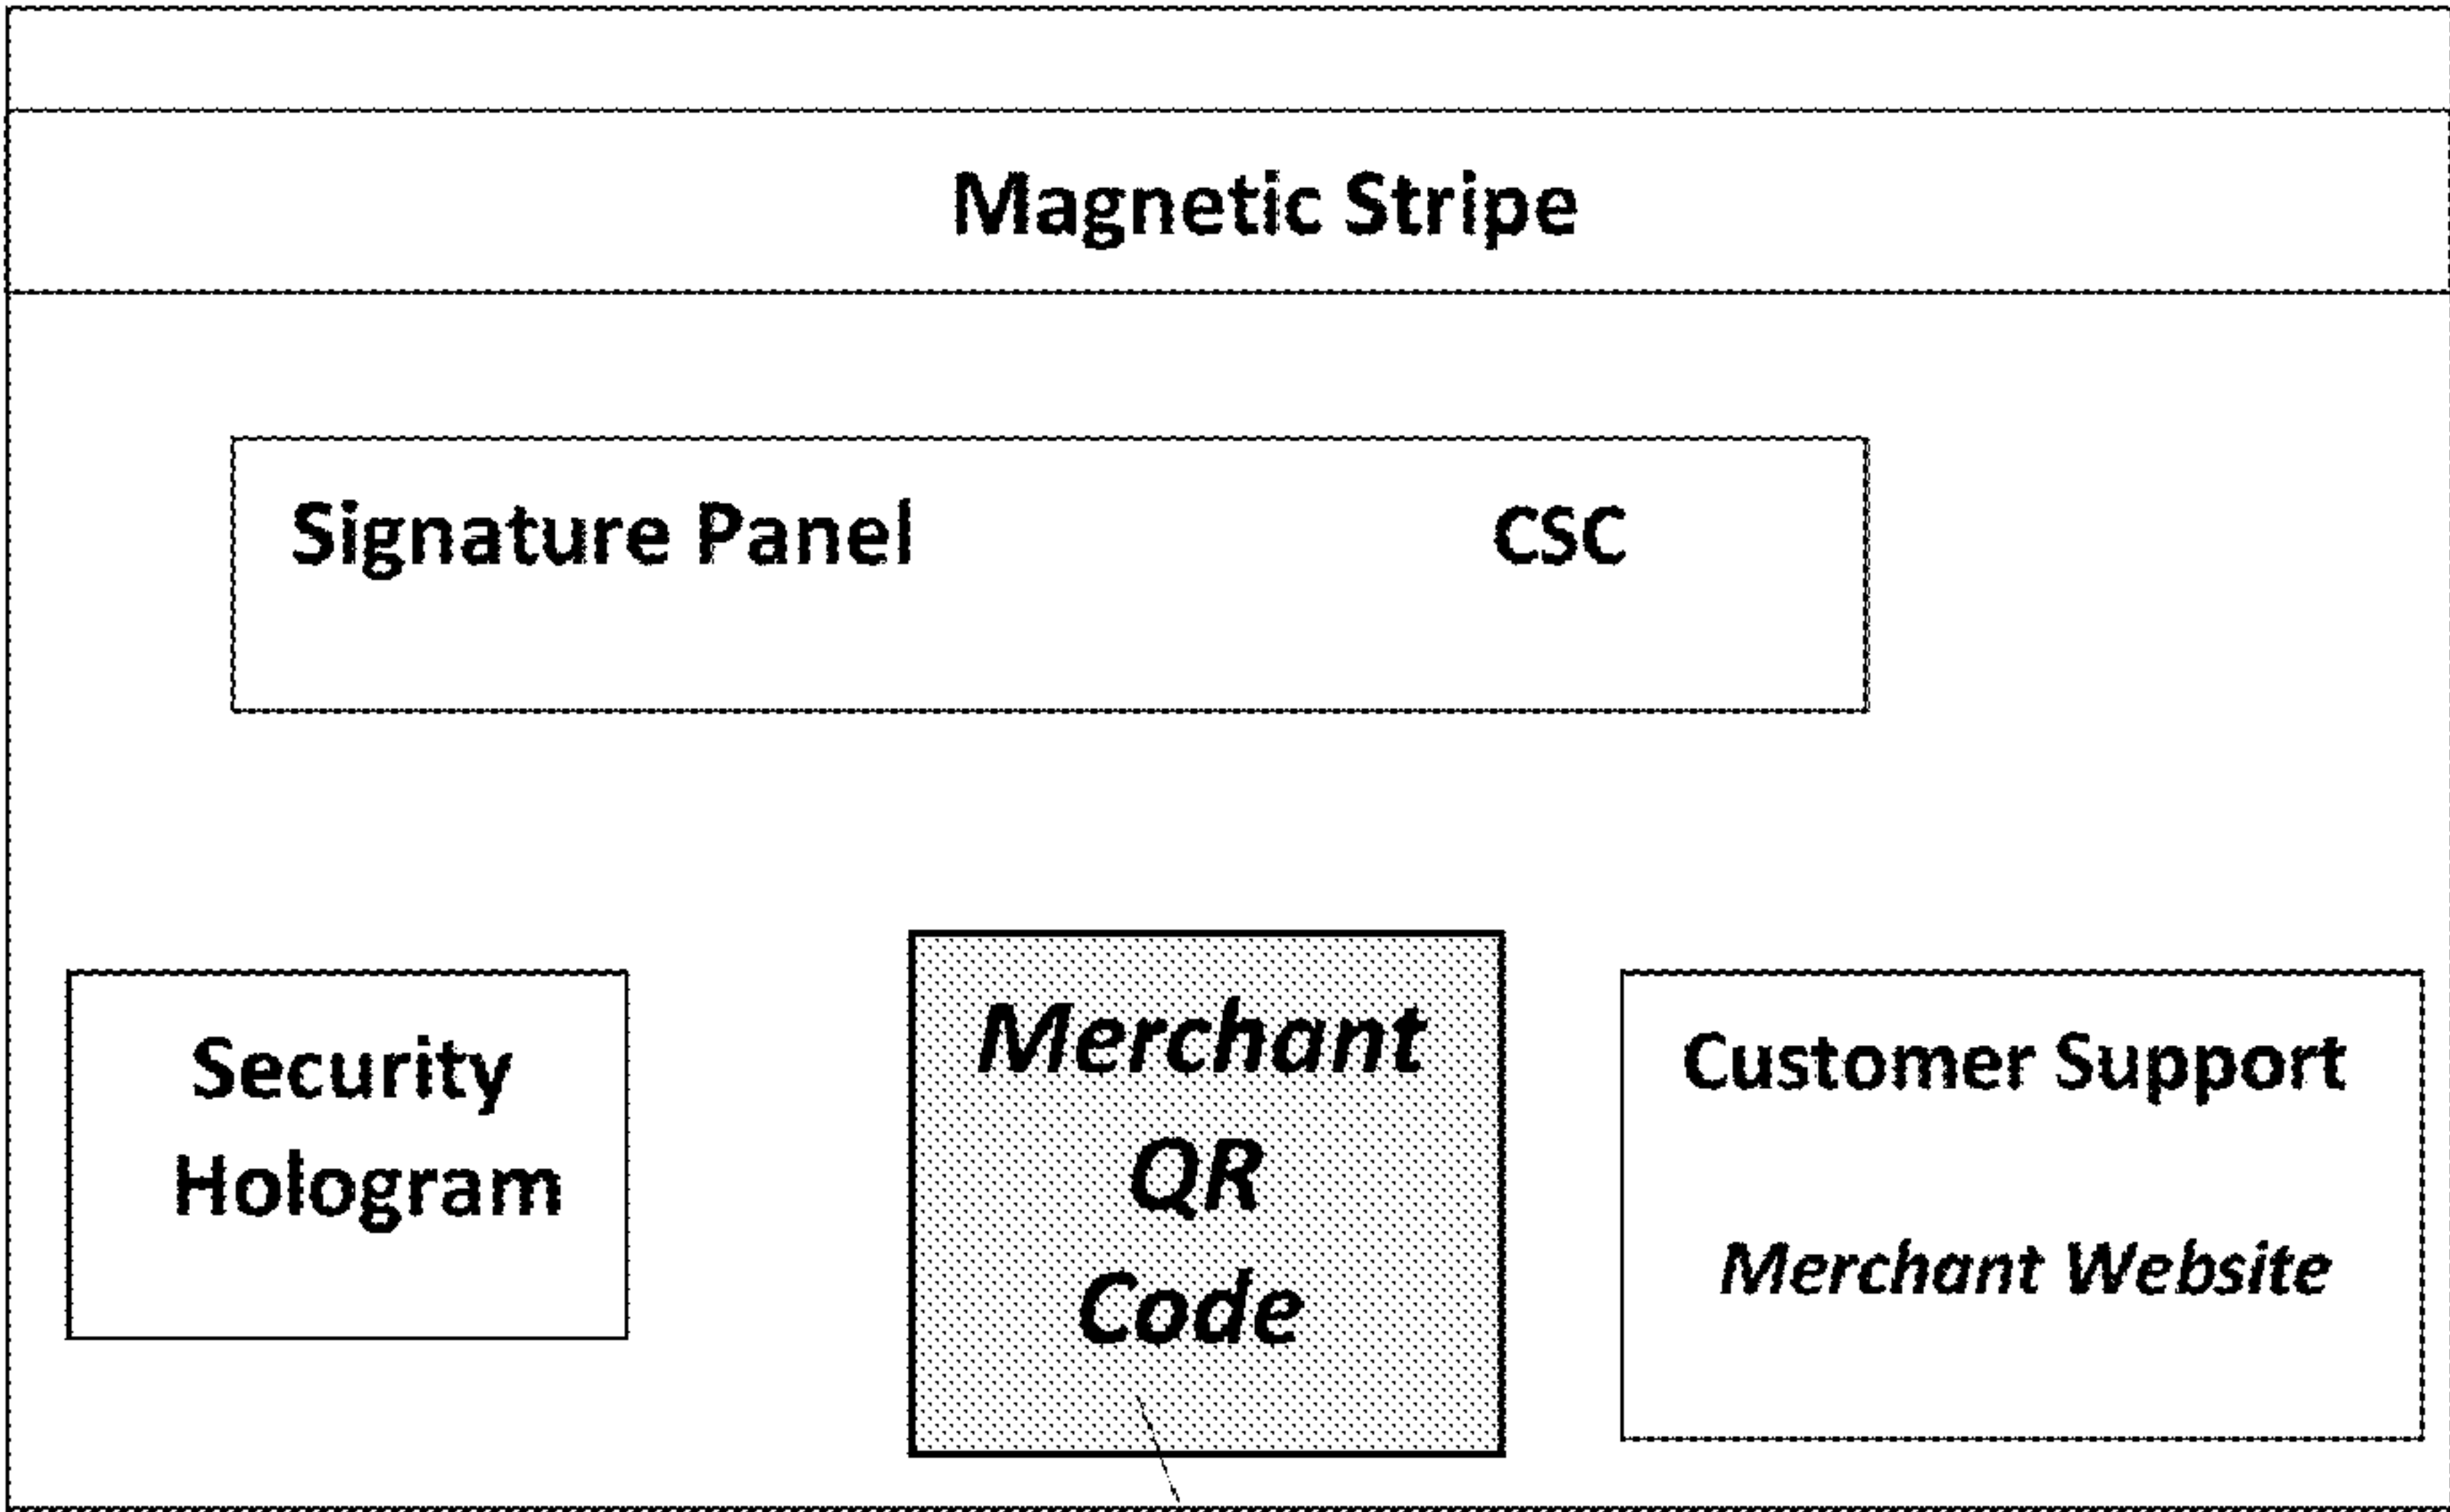 Magnetic Stripe
Signature Panel CSC
Security
Hologram
Merchant
QR
Code
Customer Support
Merchant Website